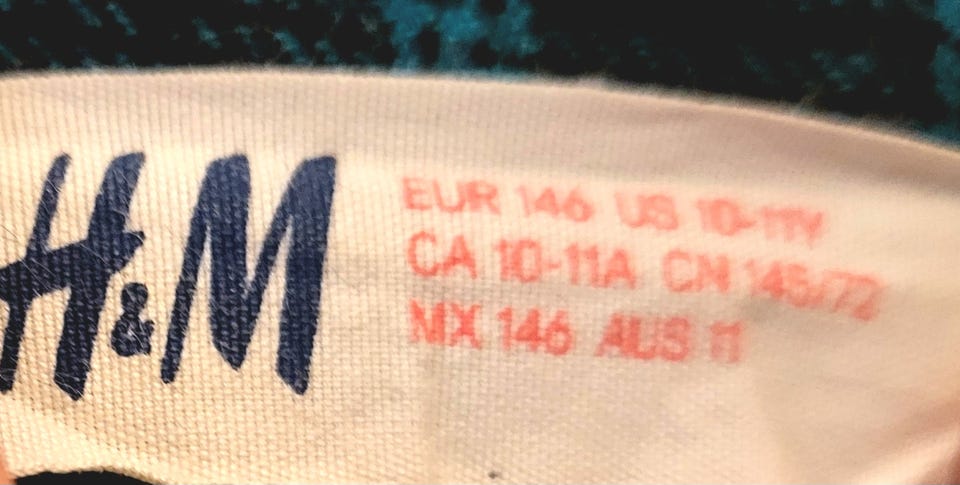 H&M
EUR 146 US 10-11Y
CA 10-11A CN 145/72
MX 146 AUS 11